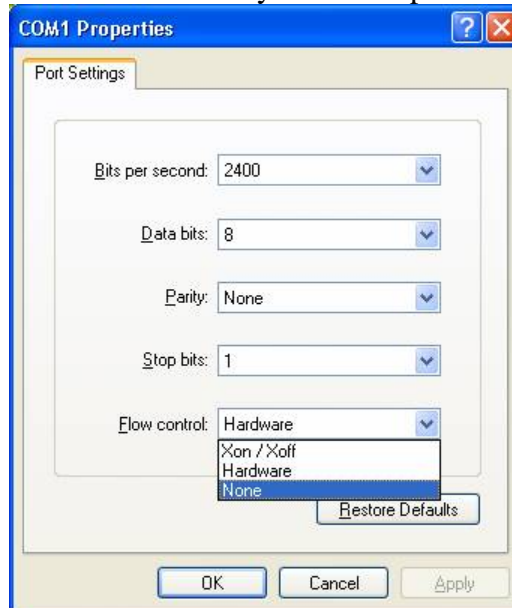 COM1 Properties
Port Settings
Bits per second: 2400
Data bits: 8
Parity: None
Stop bits: 1
Flow control: Hardware
Xon / Xoff
Hardware
None
Restore Defaults
OK Cancel Apply